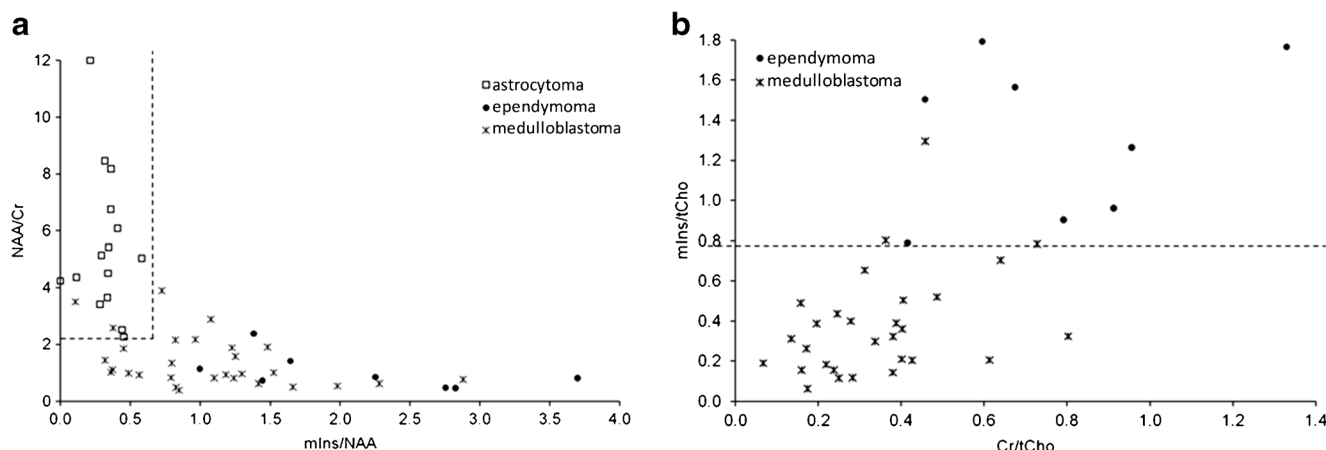 a
12
10
8
6
4
2
0
NAA/Cr
astrocytoma
ependymoma
medulloblastoma
0.0 0.5 1.0 1.5 2.0 2.5 3.0 3.5 4.0
mIns/NAA
b
1.8
1.6
1.4
1.2
1.0
0.8
0.6
0.4
0.2
0.0
mIns/tCho
ependymoma
medulloblastoma
0.0 0.2 0.4 0.6 0.8 1.0 1.2 1.4
Cr/tCho